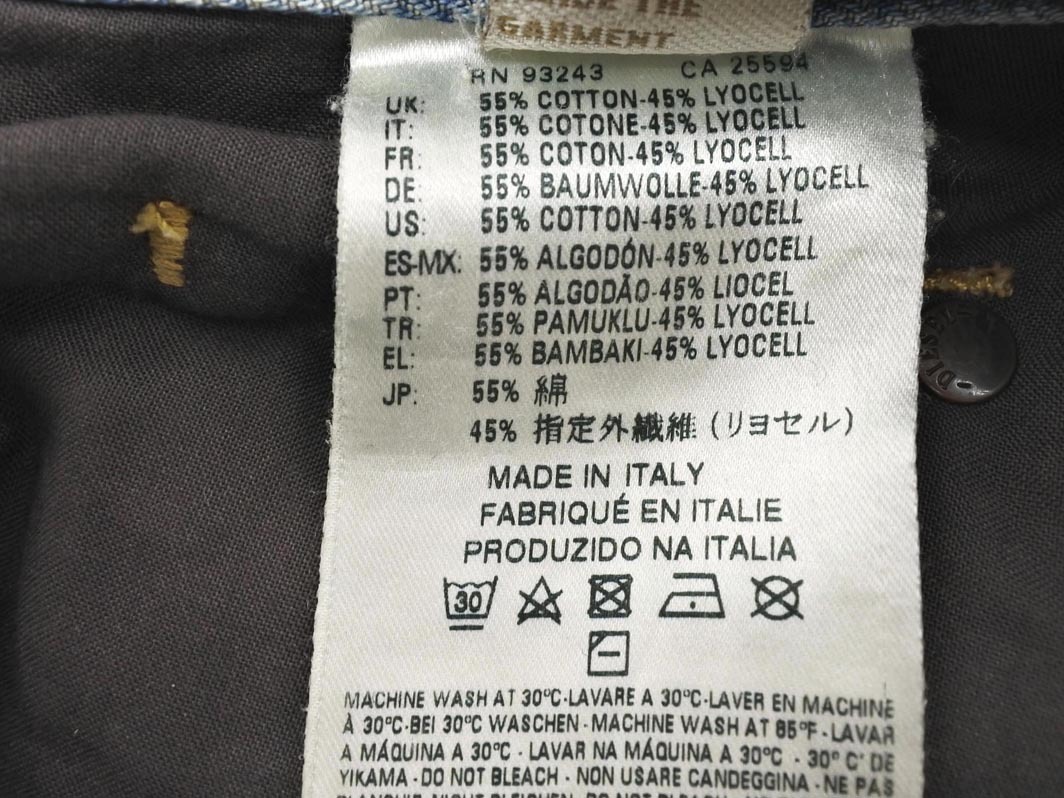 GARMENT
RN 93243 CA 25594
UK: 55% COTTON-45% LYOCELL
IT: 55% COTONE-45% LYOCELL
FR: 55% COTON-45% LYOCELL
DE: 55% BAUMWOLLE-45% LYOCELL
US: 55% COTTON-45% LYOCELL
ES-MX: 55% ALGODÓN-45% LYOCELL
PT: 55% ALGODÃO-45% LIOCEL
TR: 55% PAMUKLU-45% LYOCELL
EL: 55% BAMBAKI-45% LYOCELL
JP: 55% 綿
45% 指定外繊維 (リヨセル)
MADE IN ITALY
FABRIQUÉ EN ITALIE
PRODUZIDO NA ITALIA
30
MACHINE WASH AT 30°C-LAVARE A 30°C-LAVER EN MACHINE
À 30°C-BEI 30°C WASCHEN - MACHINE WASH AT 85°F - LAVAR
A MÁQUINA A 30°C - LAVAR NA MÁQUINA A 30°C - 30° C' DE
YIKAMA - DO NOT BLEACH - NON USARE CANDEGGINA - NE PAS